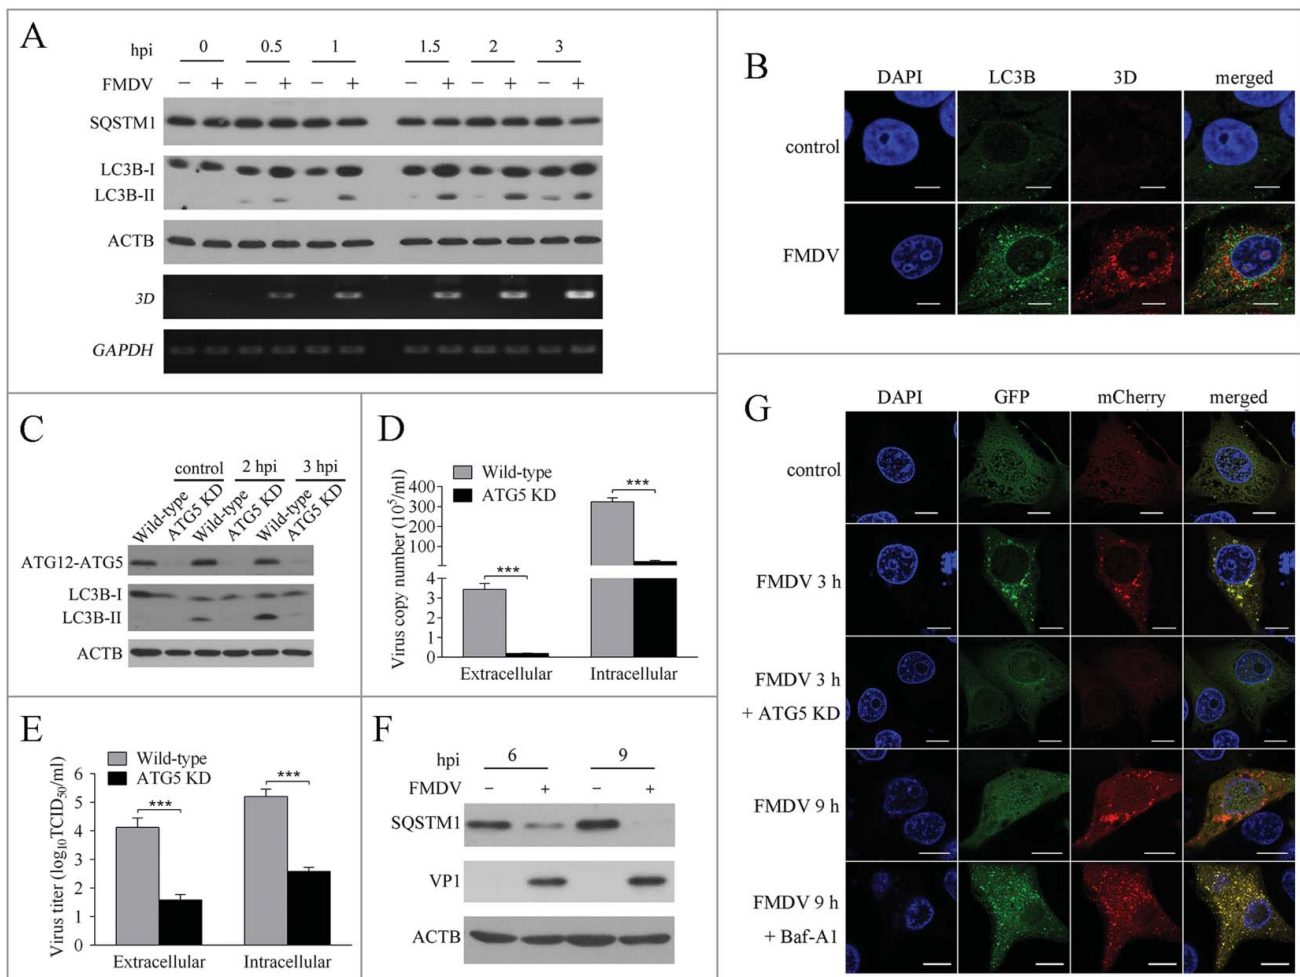 A
hpi 0 0.5 1 1.5 2 3
FMDV − + − + − + − + − + − +
SQSTM1
LC3B-I
LC3B-II
ACTB
3D
GAPDH
B
DAPI LC3B 3D merged
control
FMDV
C
control 2 hpi 3 hpi
Wild-type ATG5 KD Wild-type ATG5 KD Wild-type ATG5 KD
ATG12-ATG5
LC3B-I
LC3B-II
ACTB
D
Wild-type
ATG5 KD
Virus copy number (10⁵/ml)
400
300
200
100
4
3
2
1
0
*** ***
Extracellular Intracellular
E
Wild-type
ATG5 KD
Virus titer (log₁₀TCID₅₀/ml)
6
5
4
3
2
1
0
*** ***
Extracellular Intracellular
F
hpi 6 9
FMDV − + − +
SQSTM1
VP1
ACTB
G
DAPI GFP mCherry merged
control
FMDV 3 h
FMDV 3 h
+ ATG5 KD
FMDV 9 h
FMDV 9 h
+ Baf-A1